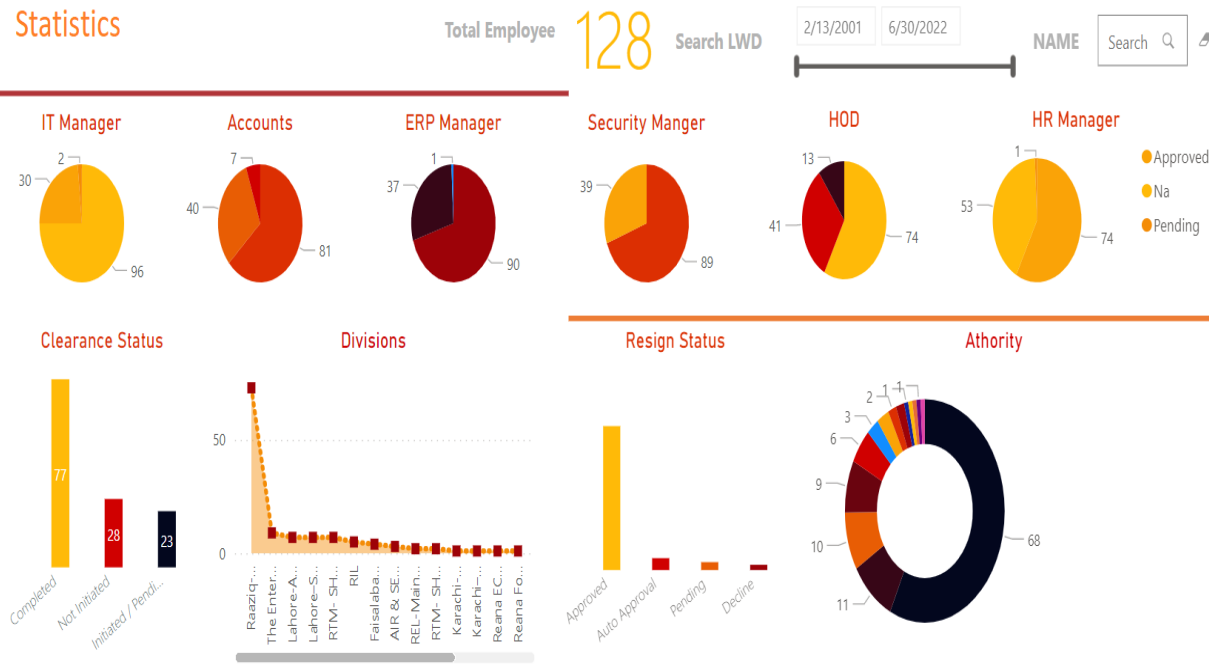 Statistics
Total Employee
128
Search LWD
2/13/2001
6/30/2022
NAME
Search
IT Manager
2
30
96
Accounts
7
40
81
ERP Manager
1
37
90
Security Manger
39
89
HOD
13
41
74
HR Manager
1
53
74
Approved
Na
Pending
Clearance Status
77
28
23
Completed
Not Initiated
Initiated / Pendi...
Divisions
50
0
Raaziq-...
The Enter...
Lahore-A...
Lahore–S...
RTM- SH...
RIL
Faisalaba...
AIR & SE...
REL- Main...
RTM- SH...
Karachi-...
Karachi–...
Reana EC...
Reana Fo...
Resign Status
Approved
Auto Approval
Pending
Decline
Athority
1
1
2
3
6
9
10
11
68